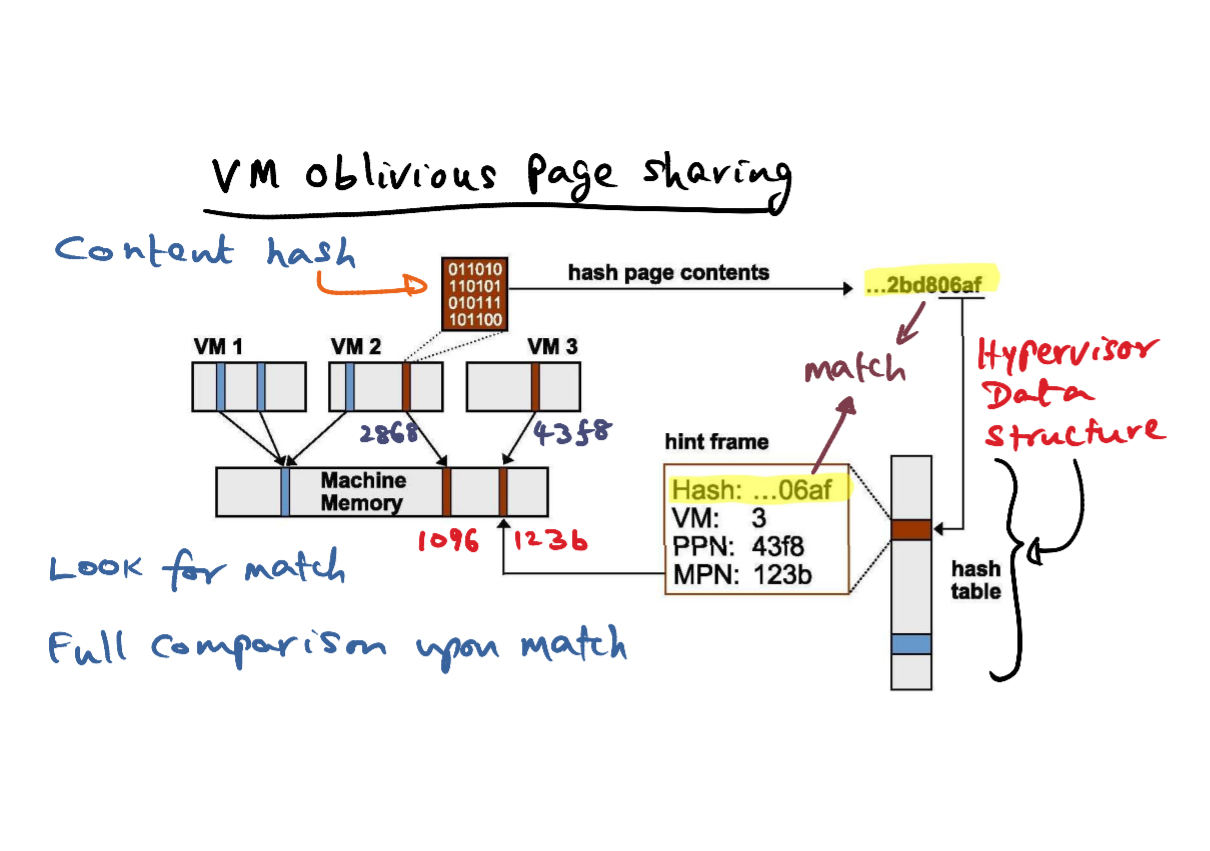 VM oblivious Page sharing
Content hash
011010
110101
010111
101100
hash page contents
...2bd806af
VM 1
VM 2
VM 3
match
Hypervisor
Data
Structure
2868
43f8
hint frame
Machine
Memory
Hash: ...06af
VM: 3
PPN: 43f8
MPN: 123b
1096
123b
hash
table
Look for match
Full comparison upon match